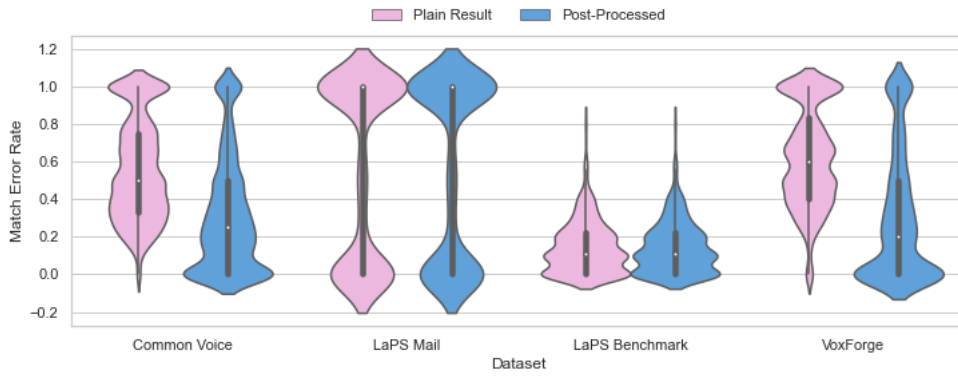 Plain Result Post-Processed
Match Error Rate
1.2
1.0
0.8
0.6
0.4
0.2
0.0
−0.2
Common Voice LaPS Mail LaPS Benchmark VoxForge
Dataset